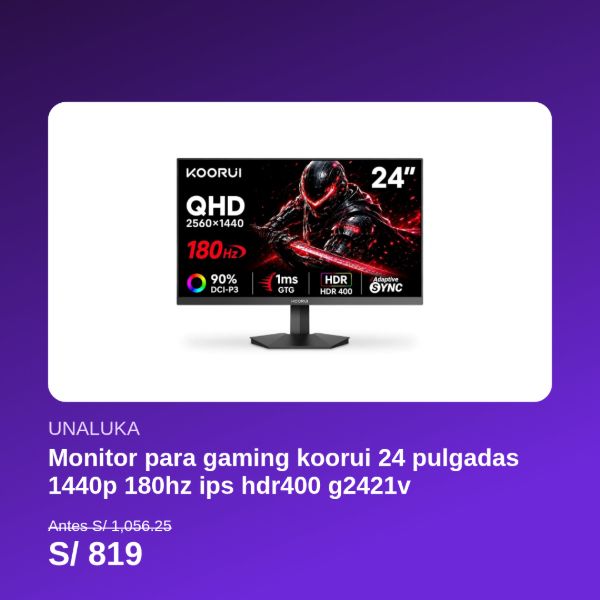 KOORUI
24"
QHD
2560×1440
180Hz
90%
DCI-P3
1ms
GTG
HDR
HDR 400
Adaptive
SYNC
KOORUI
UNALUKA
Monitor para gaming koorui 24 pulgadas
1440p 180hz ips hdr400 g2421v
Antes S/ 1,056.25
S/ 819